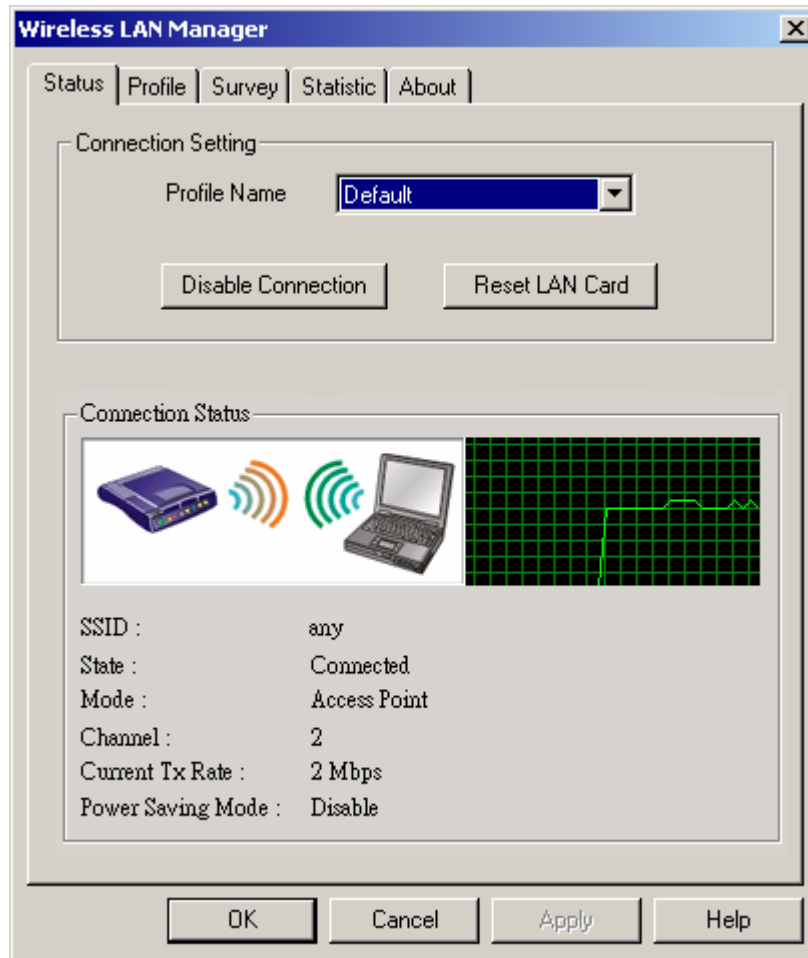 Wireless LAN Manager
Status Profile Survey Statistic About
Connection Setting
Profile Name Default
Disable Connection Reset LAN Card
Connection Status
SSID : any
State : Connected
Mode : Access Point
Channel : 2
Current Tx Rate : 2 Mbps
Power Saving Mode : Disable
OK Cancel Apply Help